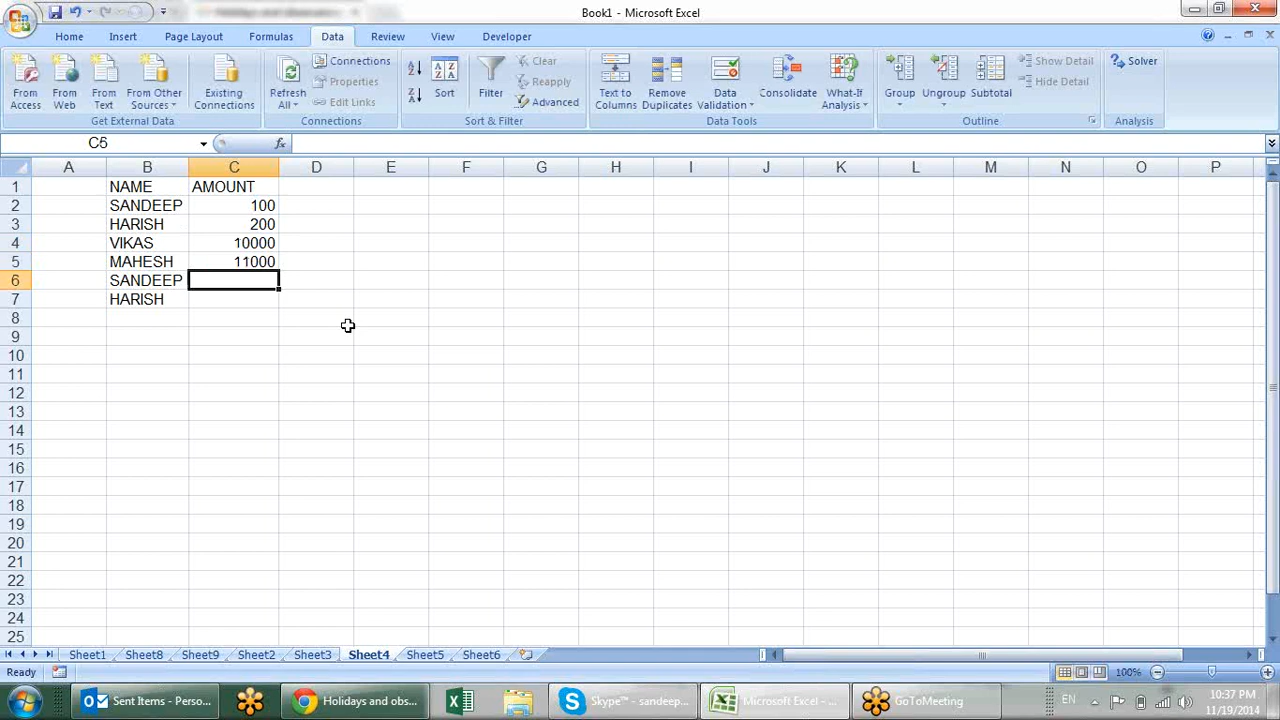 Book1 - Microsoft Excel
Home Insert Page Layout Formulas Data Review View Developer
From Access
From Web
From Text
From Other Sources
Existing Connections
Get External Data
Refresh All
Connections
Properties
Edit Links
Connections
Sort
Filter
Clear
Reapply
Advanced
Sort & Filter
Text to Columns
Remove Duplicates
Data Validation
Consolidate
What-If Analysis
Data Tools
Group
Ungroup
Subtotal
Show Detail
Hide Detail
Outline
Solver
Analysis
C5 fx
A B C D E F G H I J K L M N O P
1 NAME AMOUNT
2 SANDEEP 100
3 HARISH 200
4 VIKAS 10000
5 MAHESH 11000
6 SANDEEP
7 HARISH
8
9
10
11
12
13
14
15
16
17
18
19
20
21
22
23
24
25
Sheet1 Sheet8 Sheet9 Sheet2 Sheet3 Sheet4 Sheet5 Sheet6
Ready 100%
Sent Items - Perso...
Holidays and obs...
Skype™ - sandeep...
Microsoft Excel - ...
GoToMeeting
EN
10:37 PM
11/19/2014